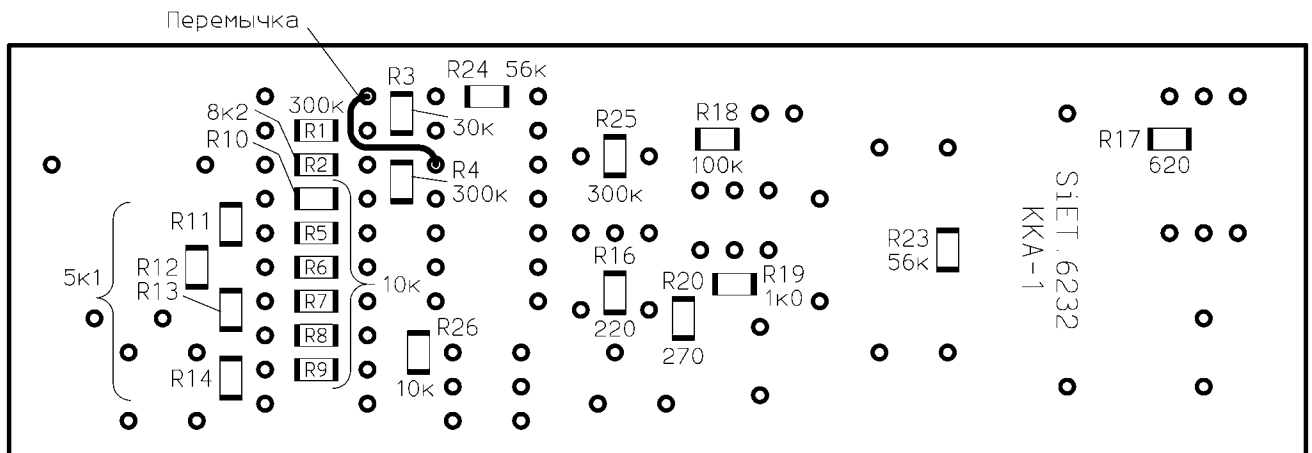 Перемычка
R3
R24
56к
300к
8к2
R10
R1
30к
R2
R4
300к
R25
300к
R18
100к
R17
620
R11
R5
R12
R6
5к1
R13
10к
R7
R8
R14
R9
R26
10к
R16
220
R20
270
R19
1к0
R23
56к
SiET.6232
ККА-1